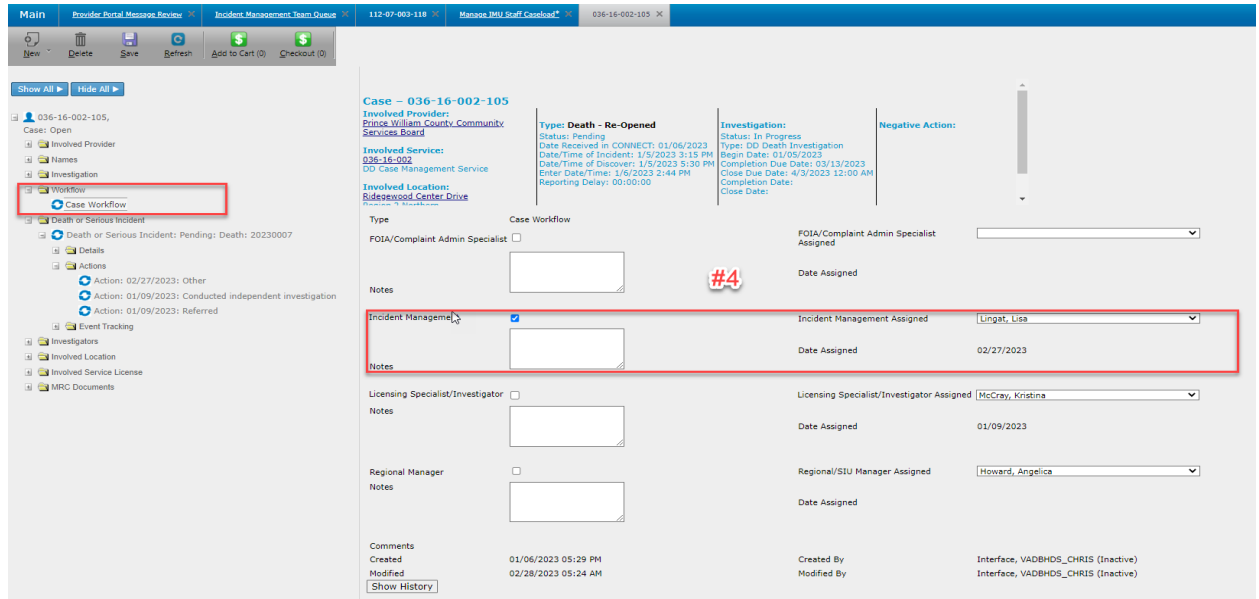 Main Provider Portal Message Review Incident Management Team Queue 112-07-003-118 Manage IMU Staff Caseload* 036-16-002-105
New Delete Save Refresh Add to Cart (0) Checkout (0)
Show All Hide All
036-16-002-105,
Case: Open
Involved Provider
Names
Investigation
Workflow
Case Workflow
Death or Serious Incident
Death or Serious Incident: Pending: Death: 20230007
Details
Actions
Action: 02/27/2023: Other
Action: 01/09/2023: Conducted independent investigation
Action: 01/09/2023: Referred
Event Tracking
Investigators
Involved Location
Involved Service License
MRC Documents
Case – 036-16-002-105
Involved Provider:
Prince William County Community
Services Board
Involved Service:
036-16-002
DD Case Management Service
Involved Location:
Ridegewood Center Drive
Region 2 Northern
Type: Death - Re-Opened
Status: Pending
Date Received in CONNECT: 01/06/2023
Date/Time of Incident: 1/5/2023 3:15 PM
Date/Time of Discover: 1/5/2023 5:30 PM
Enter Date/Time: 1/6/2023 2:44 PM
Reporting Delay: 00:00:00
Investigation:
Status: In Progress
Type: DD Death Investigation
Begin Date: 01/05/2023
Completion Due Date: 03/13/2023
Close Due Date: 4/3/2023 12:00 AM
Completion Date:
Close Date:
Negative Action:
Type Case Workflow
FOIA/Complaint Admin Specialist
FOIA/Complaint Admin Specialist
Assigned
Notes
Date Assigned
#4
Incident Manageme
Incident Management Assigned Lingat, Lisa
Notes
Date Assigned 02/27/2023
Licensing Specialist/Investigator
Licensing Specialist/Investigator Assigned McCray, Kristina
Notes
Date Assigned 01/09/2023
Regional Manager
Regional/SIU Manager Assigned Howard, Angelica
Notes
Date Assigned
Comments
Created 01/06/2023 05:29 PM Created By Interface, VADBHDS_CHRIS (Inactive)
Modified 02/28/2023 05:24 AM Modified By Interface, VADBHDS_CHRIS (Inactive)
Show History